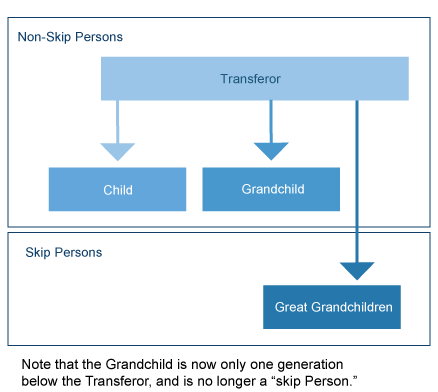 Non-Skip Persons
Transferor
Child
Grandchild
Skip Persons
Great Grandchildren
Note that the Grandchild is now only one generation
below the Transferor, and is no longer a “skip Person.”